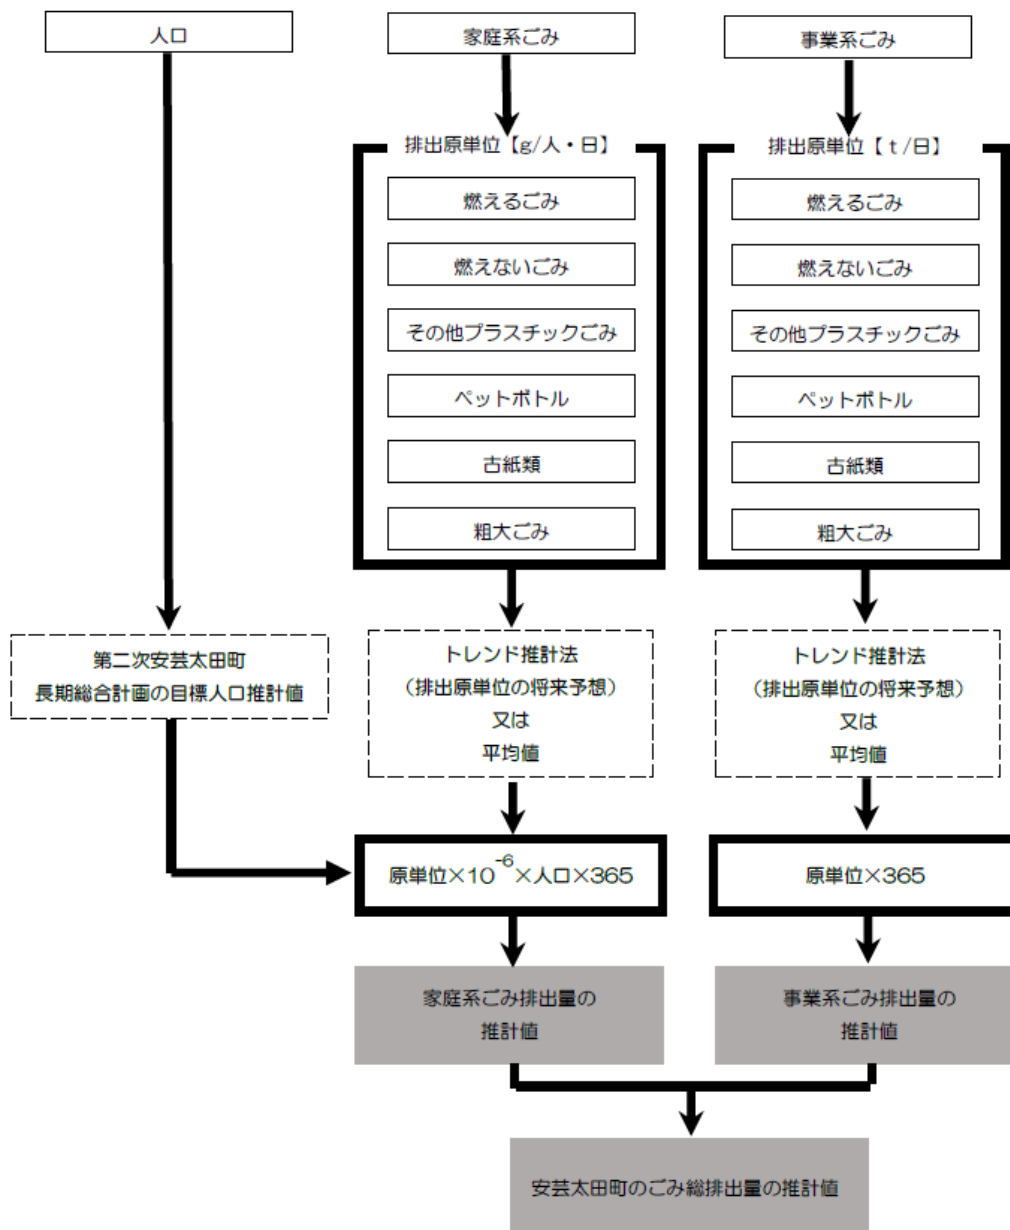 人口
家庭系ごみ
事業系ごみ
排出原単位【g/人・日】
燃えるごみ
燃えないごみ
その他プラスチックごみ
ペットボトル
古紙類
粗大ごみ
排出原単位【ｔ/日】
燃えるごみ
燃えないごみ
その他プラスチックごみ
ペットボトル
古紙類
粗大ごみ
第二次安芸太田町
長期総合計画の目標人口推計値
トレンド推計法
（排出原単位の将来予想）
又は
平均値
トレンド推計法
（排出原単位の将来予想）
又は
平均値
原単位×10⁻⁶×人口×365
原単位×365
家庭系ごみ排出量の
推計値
事業系ごみ排出量の
推計値
安芸太田町のごみ総排出量の推計値